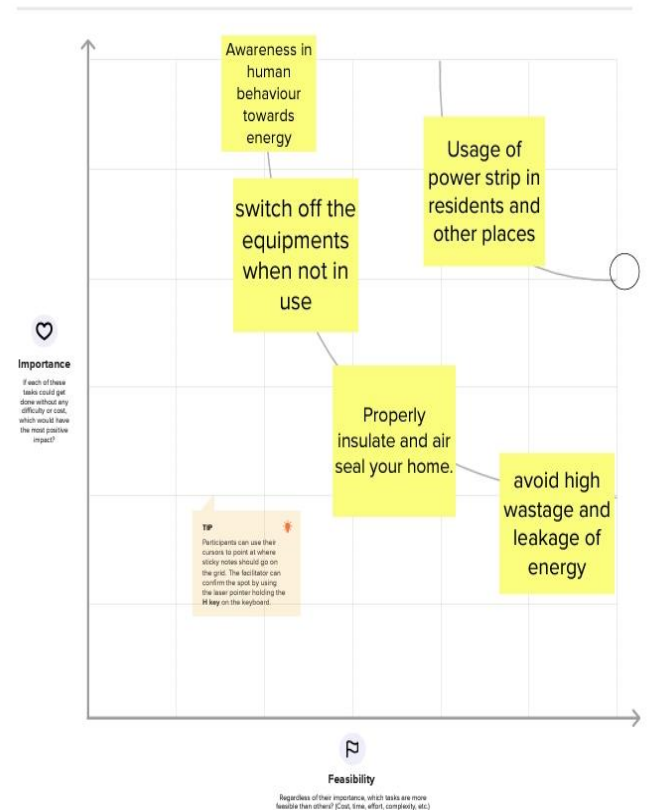 Awareness in
human
behaviour
towards
energy
Usage of
power strip in
residents and
other places
switch off the
equipments
when not in
use
Importance
If each of these
tasks could get
done without any
difficulty or cost,
which would have
the most positive
impact?
Properly
insulate and air
seal your home.
avoid high
wastage and
leakage of
energy
TIP
Participants can use their
cursors to point at where
sticky notes should go on
the grid. The facilitator can
confirm the spot by using
the laser pointer holding the
H key on the keyboard.
Feasibility
Regardless of their importance, which tasks are more
feasible than others? (Cost, time, effort, complexity, etc.)